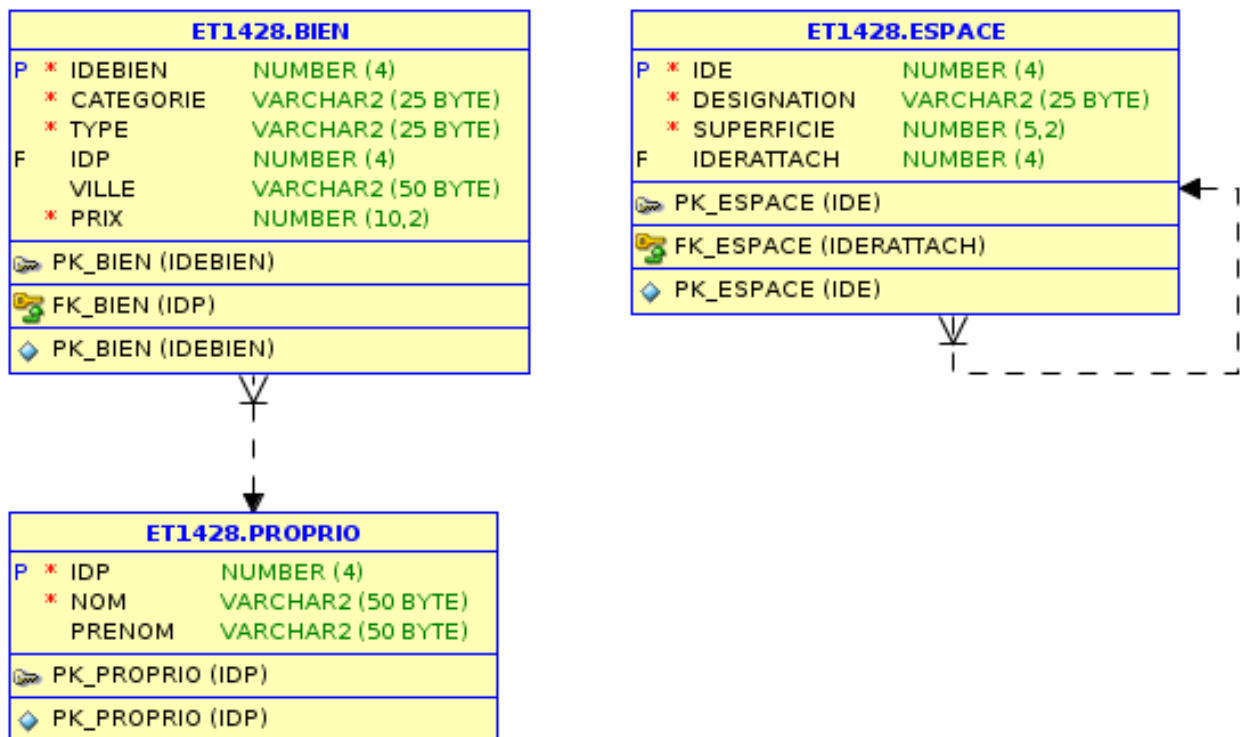 ET1428.BIEN
P * IDEBIEN NUMBER (4)
* CATEGORIE VARCHAR2 (25 BYTE)
* TYPE VARCHAR2 (25 BYTE)
F IDP NUMBER (4)
VILLE VARCHAR2 (50 BYTE)
* PRIX NUMBER (10,2)
PK_BIEN (IDEBIEN)
FK_BIEN (IDP)
PK_BIEN (IDEBIEN)
ET1428.ESPACE
P * IDE NUMBER (4)
* DESIGNATION VARCHAR2 (25 BYTE)
* SUPERFICIE NUMBER (5,2)
F IDERATTACH NUMBER (4)
PK_ESPACE (IDE)
FK_ESPACE (IDERATTACH)
PK_ESPACE (IDE)
ET1428.PROPRIO
P * IDP NUMBER (4)
* NOM VARCHAR2 (50 BYTE)
PRENOM VARCHAR2 (50 BYTE)
PK_PROPRIO (IDP)
PK_PROPRIO (IDP)